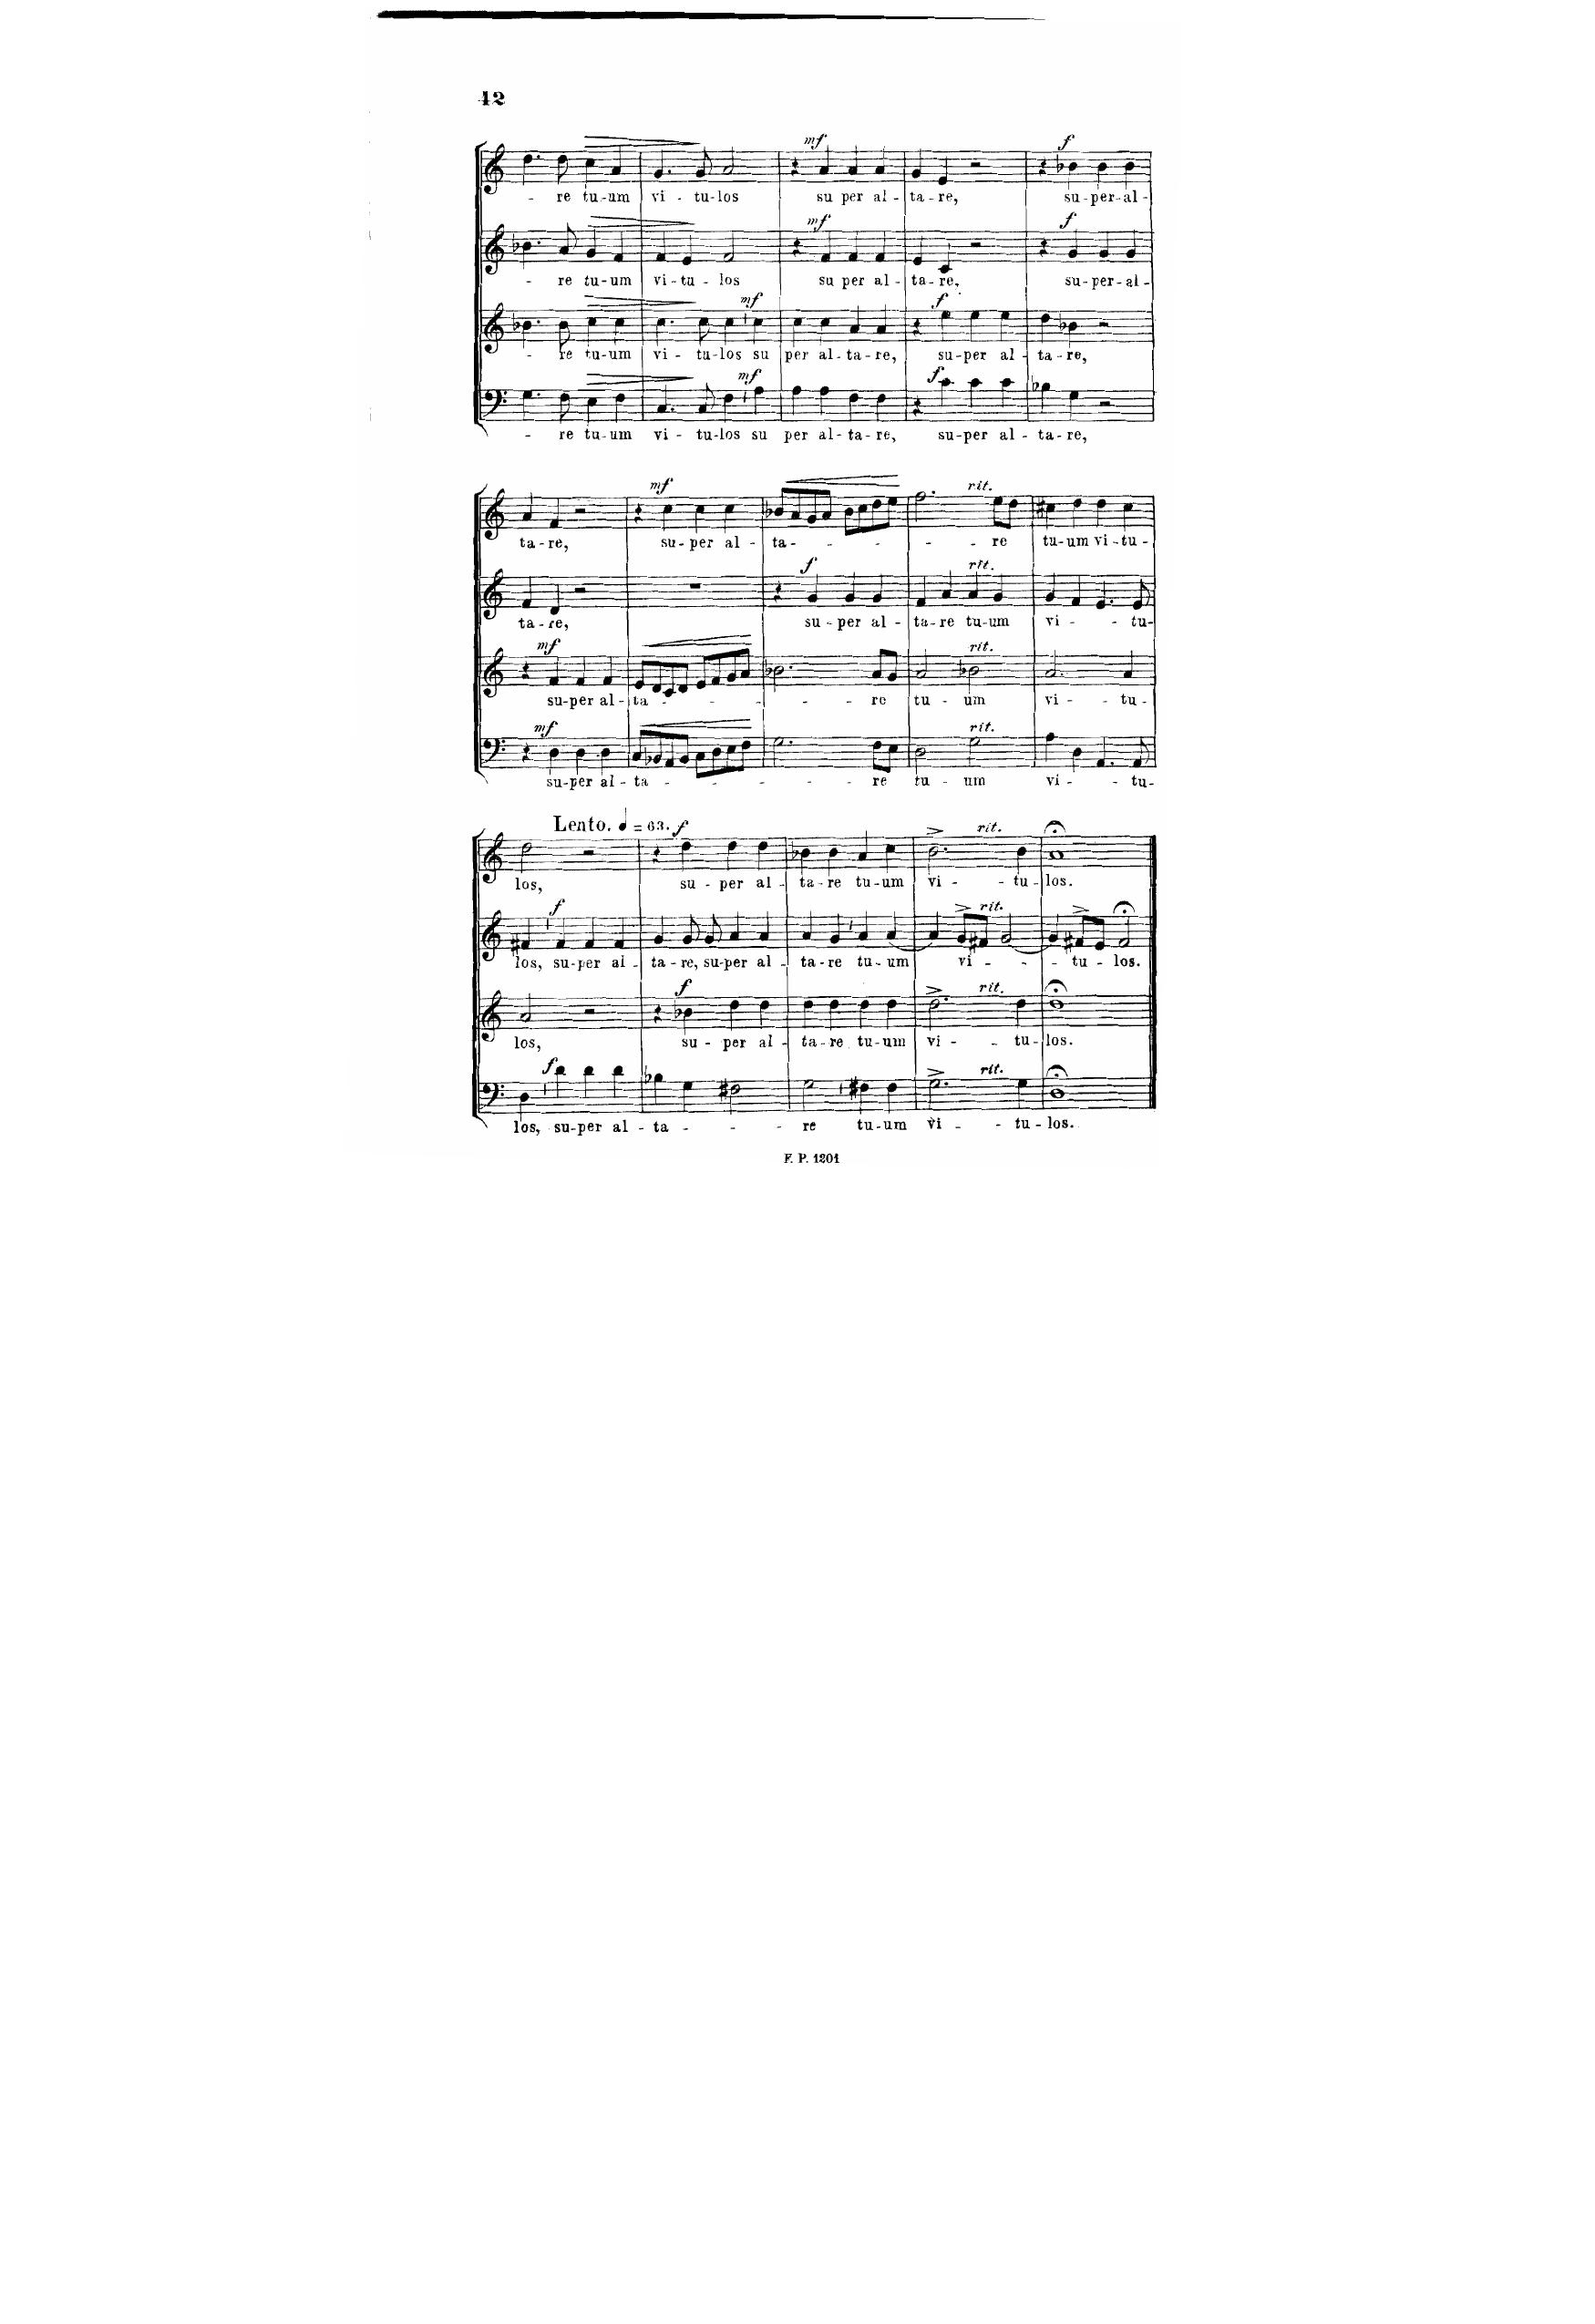 42
mf f
- re tu-um vi - tu-los su per al - ta - re, su-per-al-
mf f
- re tu-um vi-tu - los su per al - ta-re, su-per-al-
mf f
- re tu-um vi - tu-los su per al-ta-re, su-per al - ta-re,
mf f
- re tu-um vi - tu-los su per al-ta-re, su-per al - ta-re,
mf rit.
ta-re, su-per al - ta - - - - - - re tu-um vi-tu-
f rit.
ta-re, su-per al - ta-re tu-um vi - - tu-
mf rit.
su-per al-ta - - - - - - re tu - um vi - - tu-
mf rit.
su-per al-ta - - - - - - re tu - um vi - - tu-
Lento. = 63. f rit.
los, su - per al - ta-re tu-um vi - - tu-los.
f rit.
los, su-per al - ta-re, su-per al - ta-re tu-um vi - - - tu - los.
f rit.
los, su - per al - ta-re tu-um vi - - tu-los.
f rit.
los, su-per al - ta - - - re tu-um vi - - tu - los.
F. P. 1201